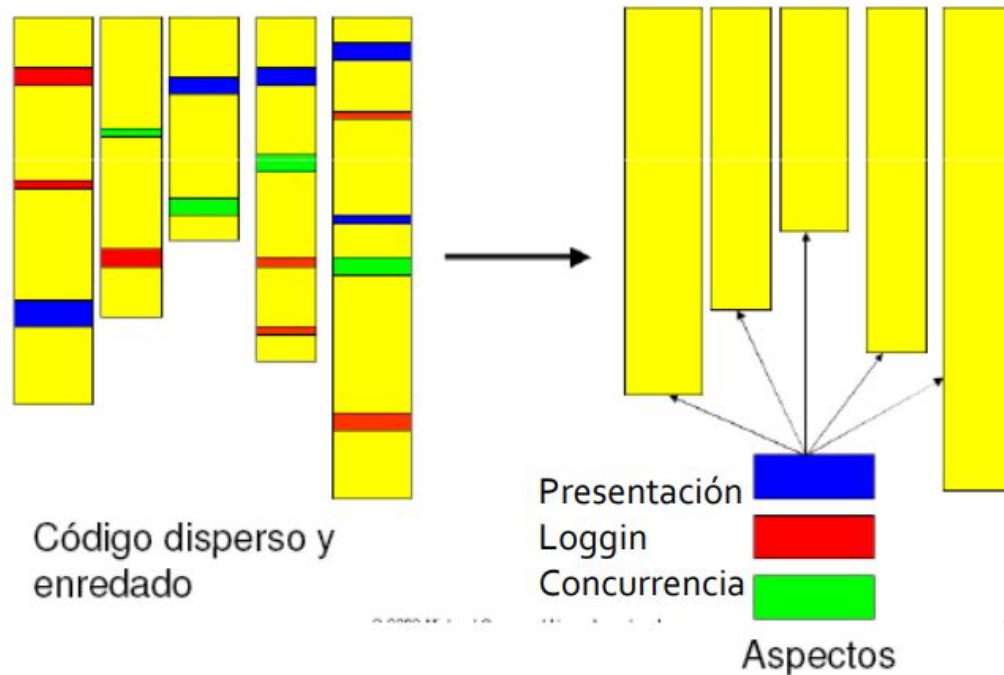 Código disperso y
enredado
Presentación
Loggin
Concurrencia
Aspectos